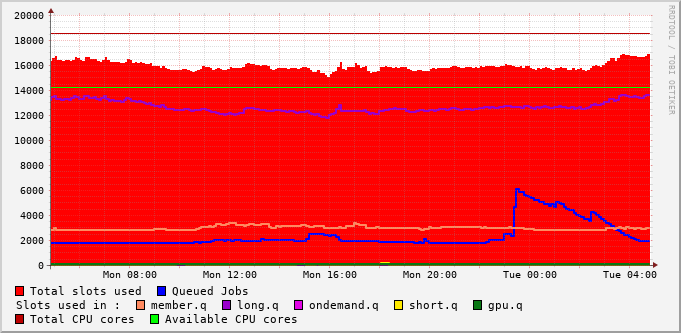 RRDTOOL / TOBI OETIKER
20000
18000
16000
14000
12000
10000
8000
6000
4000
2000
0
Mon 08:00 Mon 12:00 Mon 16:00 Mon 20:00 Tue 00:00 Tue 04:00
Total slots used Queued Jobs
Slots used in : member.q long.q ondemand.q short.q gpu.q
Total CPU cores Available CPU cores